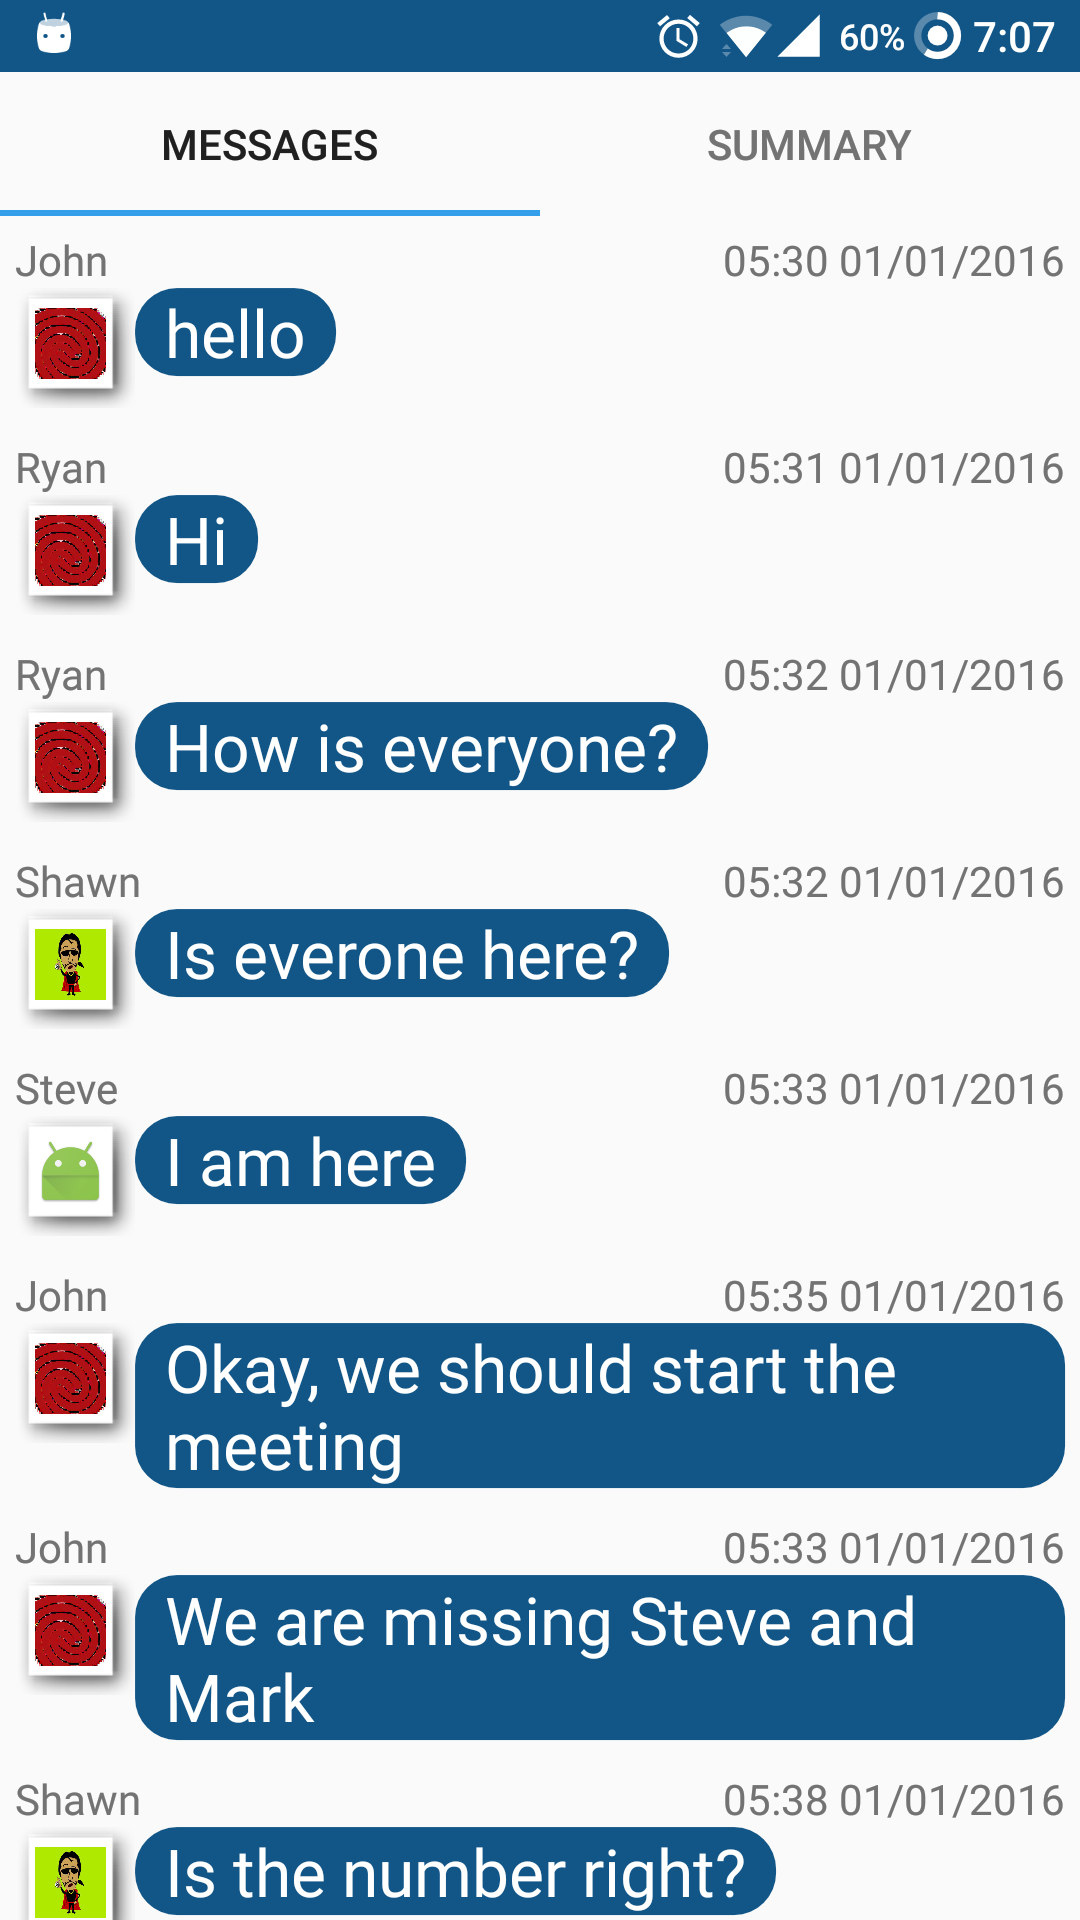 60% 7:07
MESSAGES SUMMARY
John 05:30 01/01/2016
hello
Ryan 05:31 01/01/2016
Hi
Ryan 05:32 01/01/2016
How is everyone?
Shawn 05:32 01/01/2016
Is everone here?
Steve 05:33 01/01/2016
I am here
John 05:35 01/01/2016
Okay, we should start the
meeting
John 05:33 01/01/2016
We are missing Steve and
Mark
Shawn 05:38 01/01/2016
Is the number right?